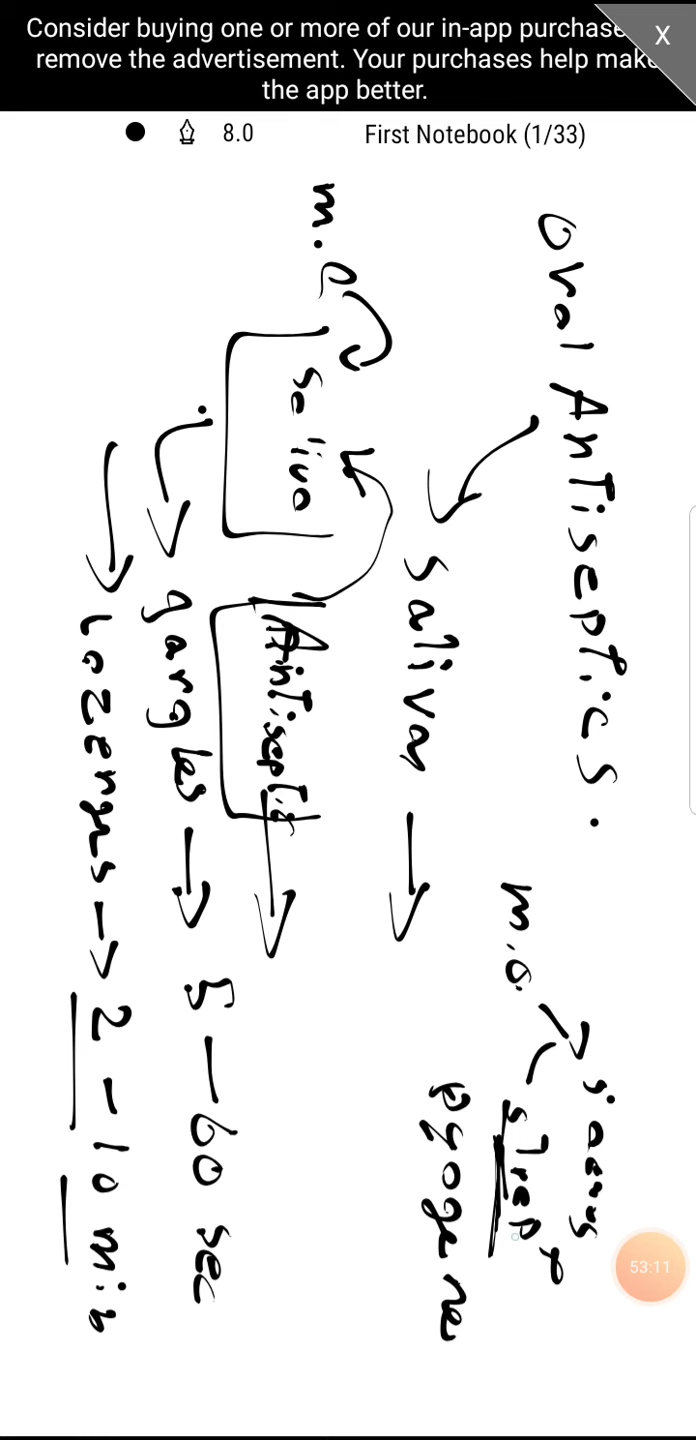 Consider buying one or more of our in-app purchase
remove the advertisement. Your purchases help make
the app better.
X
8.0
First Notebook (1/33)
Oral Antiseptics.
m.o. → S. aerus
Strep
pyogene
→ saliva →
m.o
saliva
Antiseptic →
→ gargles → 5 - 60 sec
→ Lozenges → 2 - 10 min
53:11